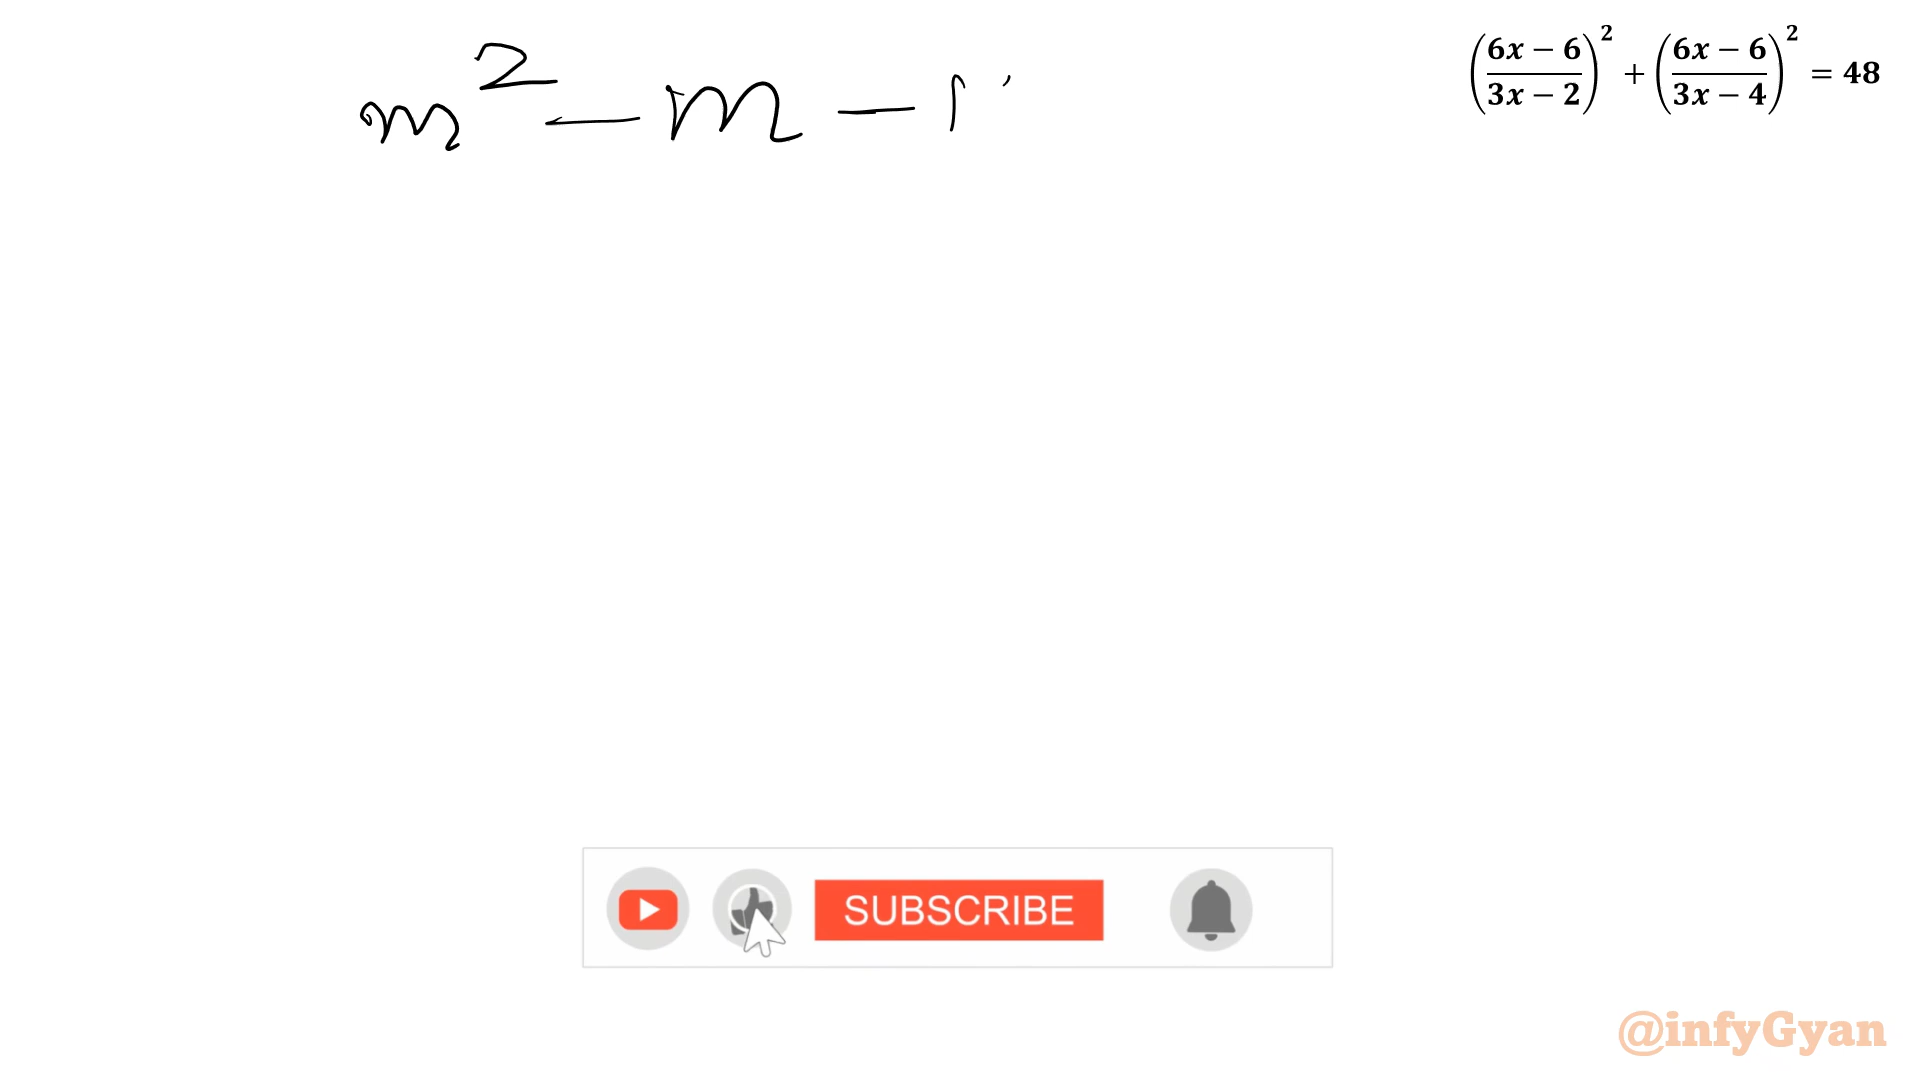 m² − m − 1
(6x − 6 / 3x − 2)² + (6x − 6 / 3x − 4)² = 48
SUBSCRIBE
@infyGyan